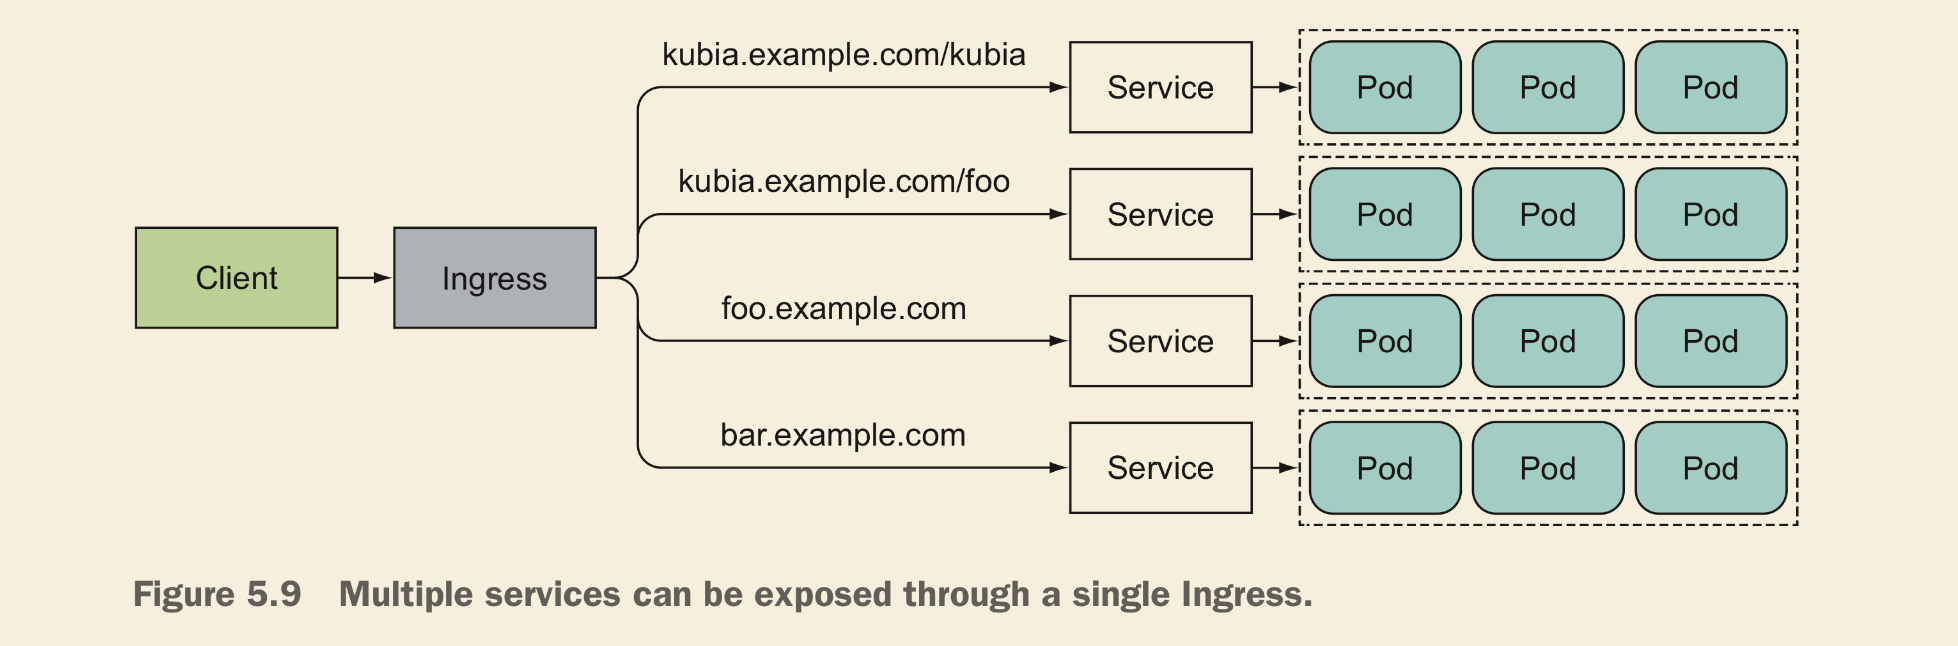 kubia.example.com/kubia
Service
Pod
Pod
Pod
kubia.example.com/foo
Service
Pod
Pod
Pod
Client
Ingress
foo.example.com
Service
Pod
Pod
Pod
bar.example.com
Service
Pod
Pod
Pod
Figure 5.9 Multiple services can be exposed through a single Ingress.